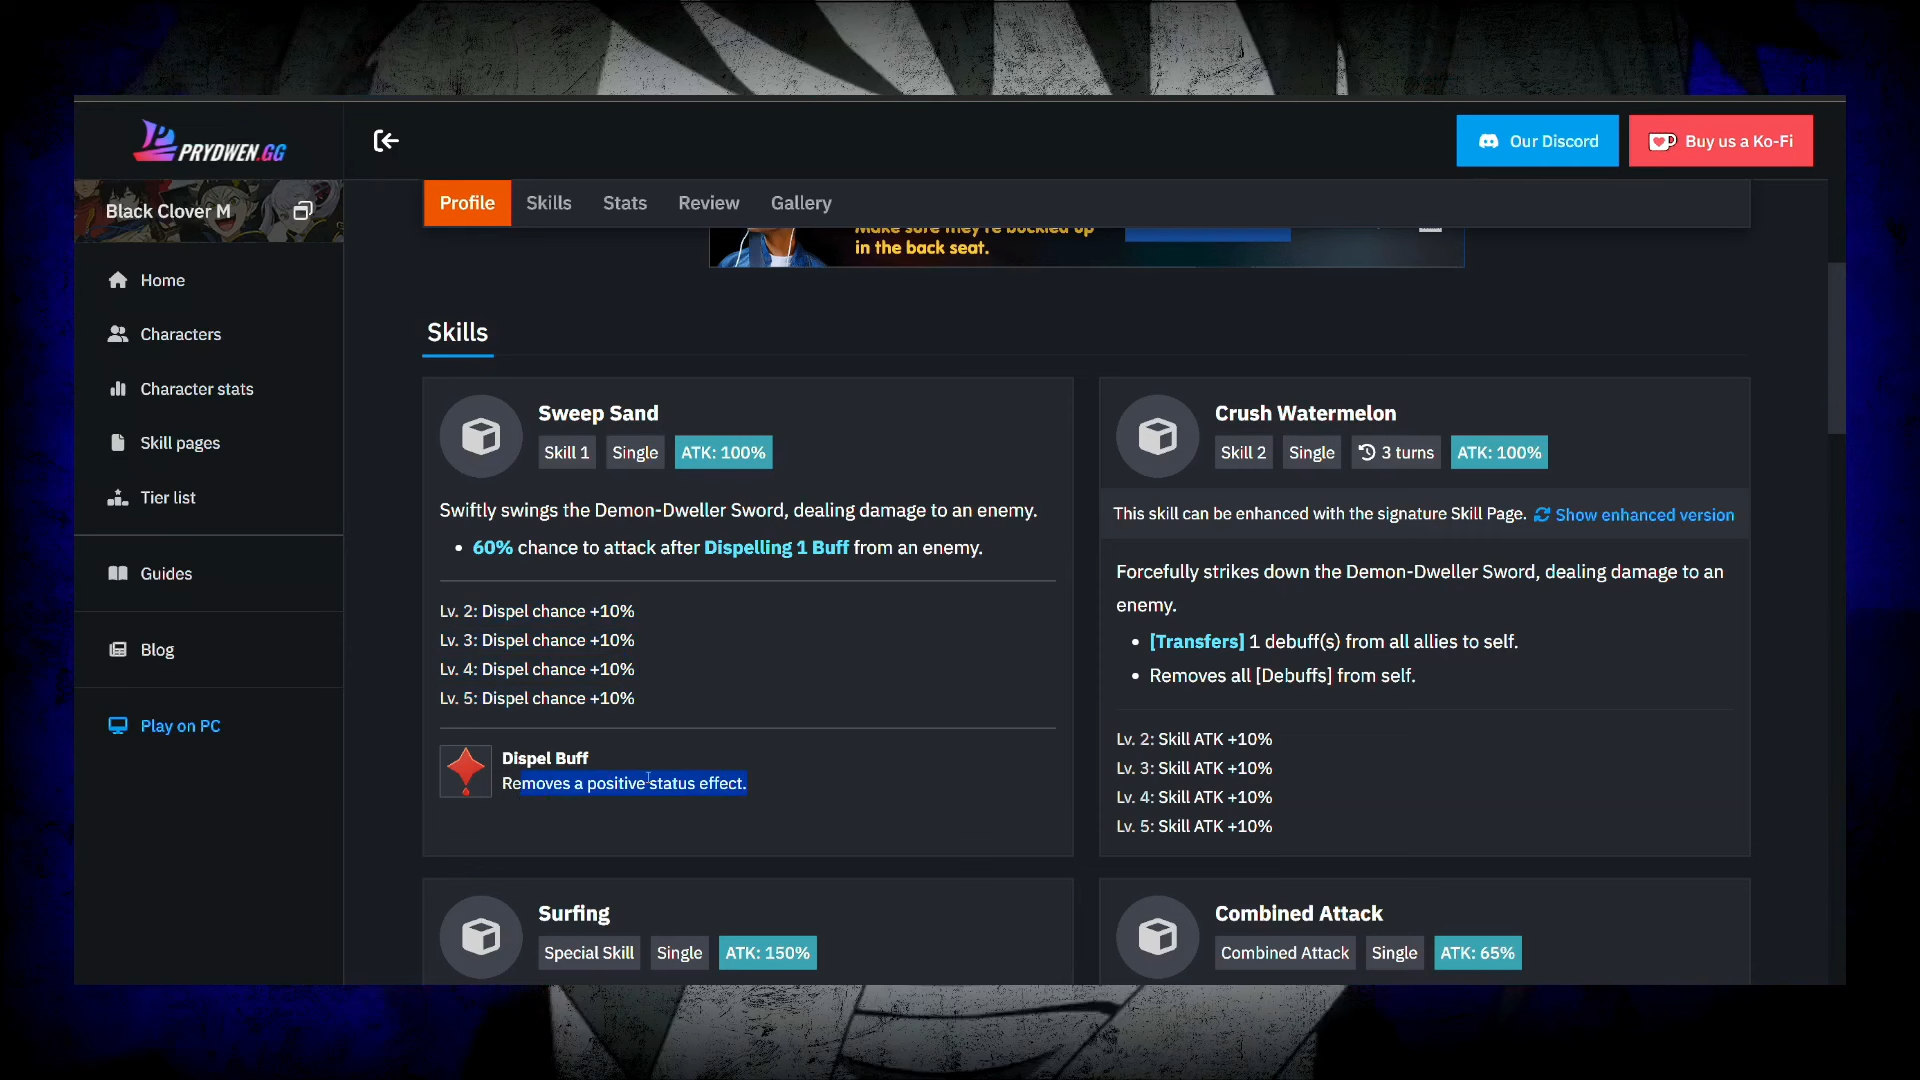 PRYDWEN.GG
Our Discord
Buy us a Ko-Fi
Black Clover M
Profile
Skills
Stats
Review
Gallery
in the back seat.
Home
Characters
Character stats
Skill pages
Tier list
Guides
Blog
Play on PC
Skills
Sweep Sand
Skill 1
Single
ATK: 100%
Swiftly swings the Demon-Dweller Sword, dealing damage to an enemy.
• 60% chance to attack after Dispelling 1 Buff from an enemy.
Lv. 2: Dispel chance +10%
Lv. 3: Dispel chance +10%
Lv. 4: Dispel chance +10%
Lv. 5: Dispel chance +10%
Dispel Buff
Removes a positive status effect.
Crush Watermelon
Skill 2
Single
3 turns
ATK: 100%
This skill can be enhanced with the signature Skill Page. Show enhanced version
Forcefully strikes down the Demon-Dweller Sword, dealing damage to an
enemy.
• [Transfers] 1 debuff(s) from all allies to self.
• Removes all [Debuffs] from self.
Lv. 2: Skill ATK +10%
Lv. 3: Skill ATK +10%
Lv. 4: Skill ATK +10%
Lv. 5: Skill ATK +10%
Surfing
Special Skill
Single
ATK: 150%
Combined Attack
Combined Attack
Single
ATK: 65%